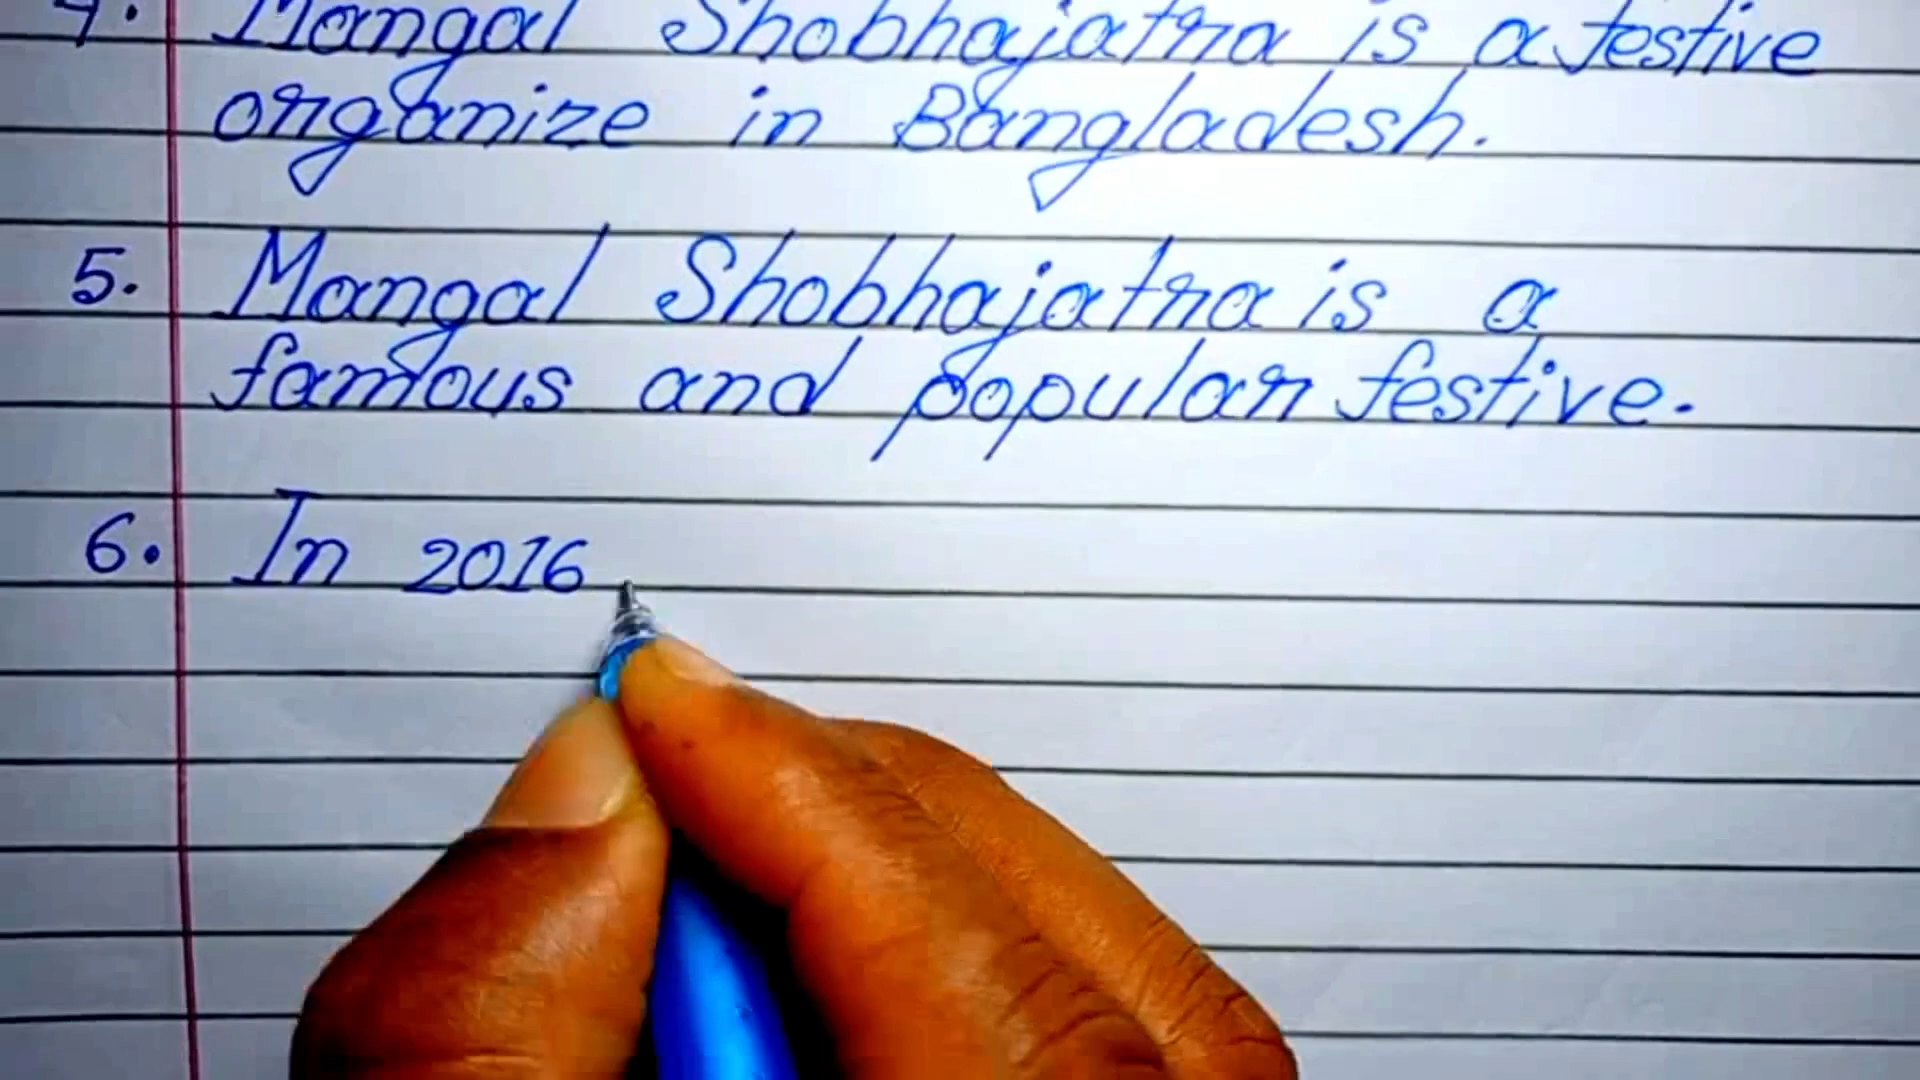 4. Mangal Shobhajatra is a festive
organize in Bangladesh.
5. Mangal Shobhajatra is a
famous and popular festive.
6. In 2016